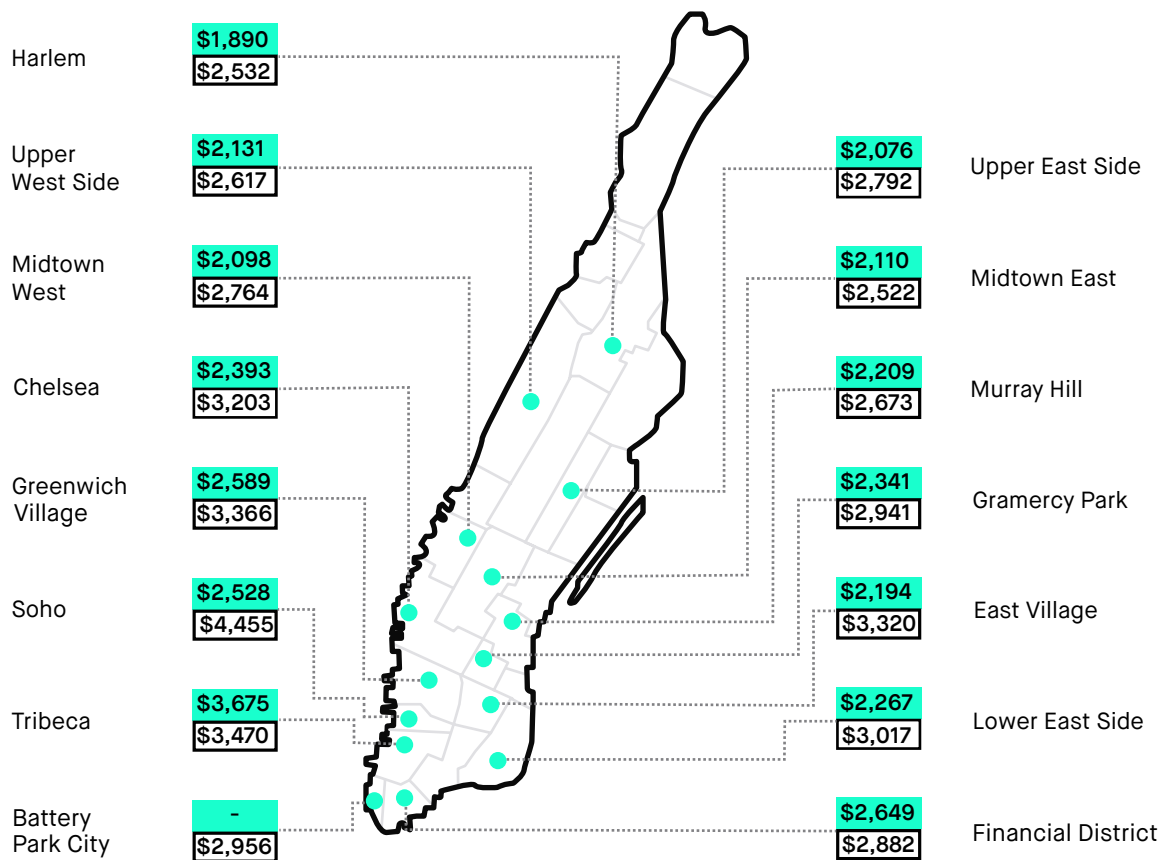 Harlem
$1,890
$2,532
Upper
West Side
$2,131
$2,617
Midtown
West
$2,098
$2,764
Chelsea
$2,393
$3,203
Greenwich
Village
$2,589
$3,366
Soho
$2,528
$4,455
Tribeca
$3,675
$3,470
Battery
Park City
-
$2,956
$2,076
$2,792
Upper East Side
$2,110
$2,522
Midtown East
$2,209
$2,673
Murray Hill
$2,341
$2,941
Gramercy Park
$2,194
$3,320
East Village
$2,267
$3,017
Lower East Side
$2,649
$2,882
Financial District